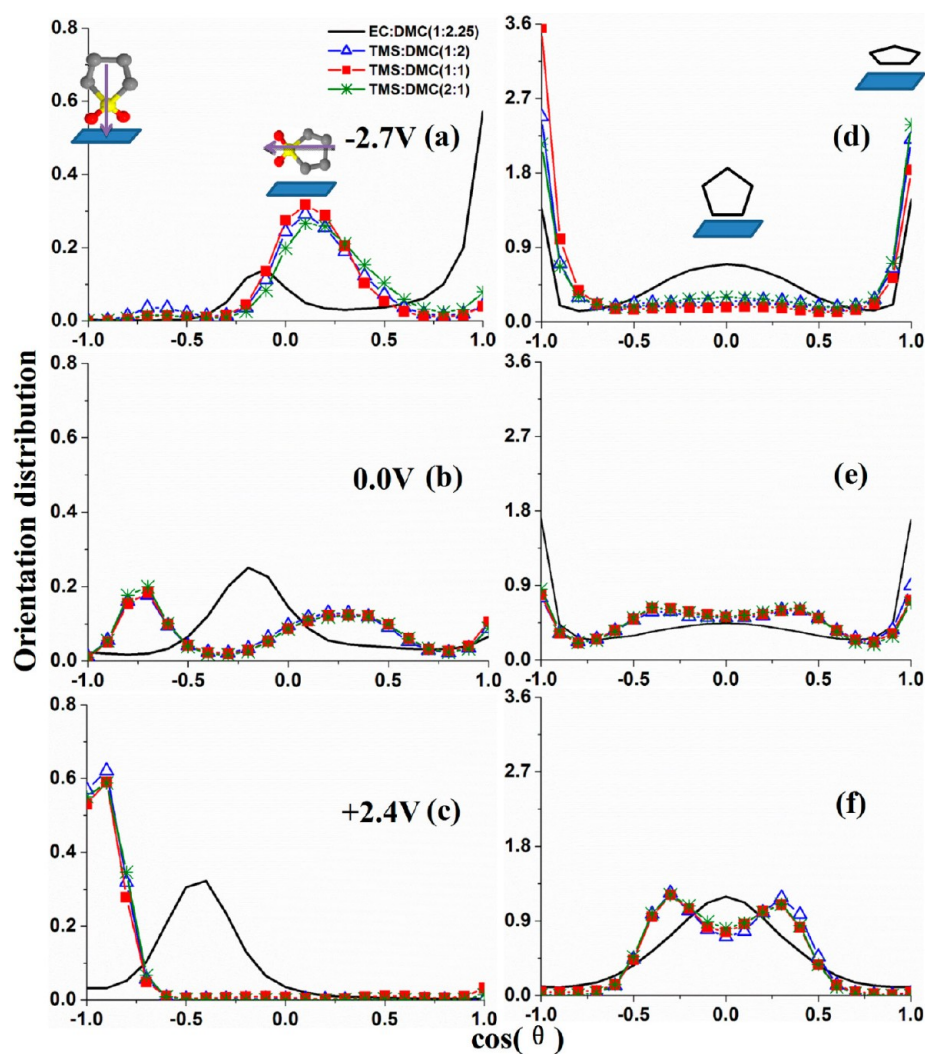 0.8
0.6
0.4
0.2
0.0
-1.0 -0.5 0.0 0.5 1.0
EC:DMC(1:2.25)
TMS:DMC(1:2)
TMS:DMC(1:1)
TMS:DMC(2:1)
-2.7V (a)
3.6
2.7
1.8
0.9
0.0
-1.0 -0.5 0.0 0.5 1.0
(d)
Orientation distribution
0.8
0.6
0.4
0.2
0.0
-1.0 -0.5 0.0 0.5 1.0
0.0V (b)
3.6
2.7
1.8
0.9
0.0
-1.0 -0.5 0.0 0.5 1.0
(e)
0.8
0.6
0.4
0.2
0.0
-1.0 -0.5 0.0 0.5 1.0
+2.4V (c)
3.6
2.7
1.8
0.9
0.0
-1.0 -0.5 0.0 0.5 1.0
(f)
cos( θ )